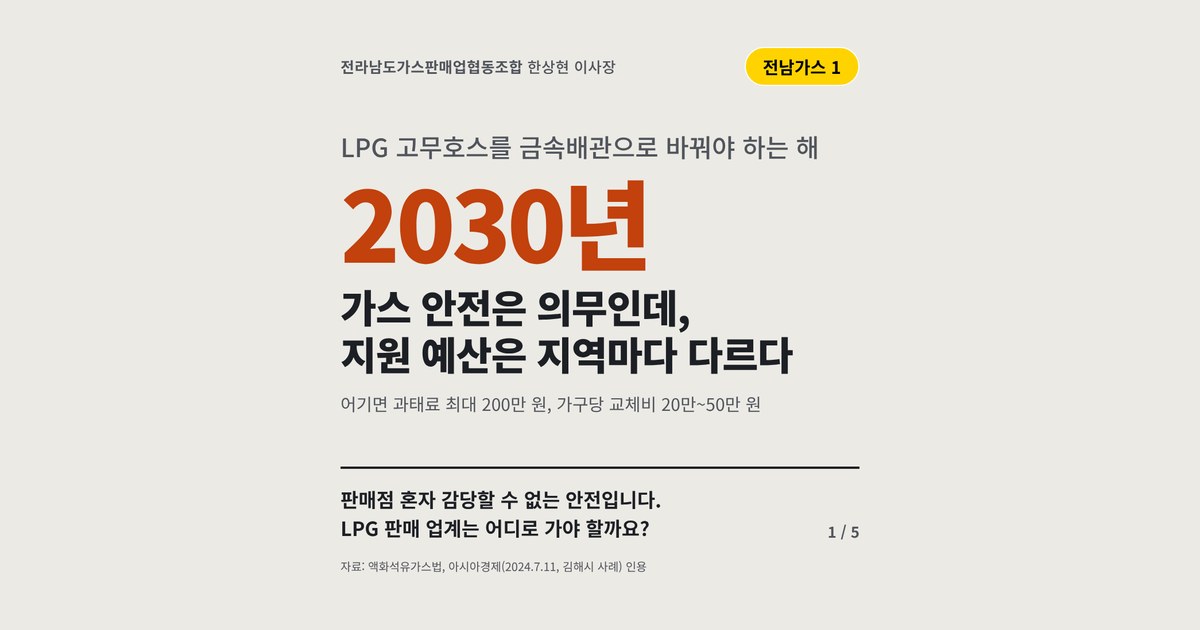 전라남도가스판매업협동조합 한상현 이사장
전남가스 1
LPG 고무호스를 금속배관으로 바꿔야 하는 해
2030년
가스 안전은 의무인데,
지원 예산은 지역마다 다르다
어기면 과태료 최대 200만 원, 가구당 교체비 20만~50만 원
판매점 혼자 감당할 수 없는 안전입니다.
LPG 판매 업계는 어디로 가야 할까요?
1 / 5
자료: 액화석유가스법, 아시아경제(2024.7.11, 김해시 사례) 인용